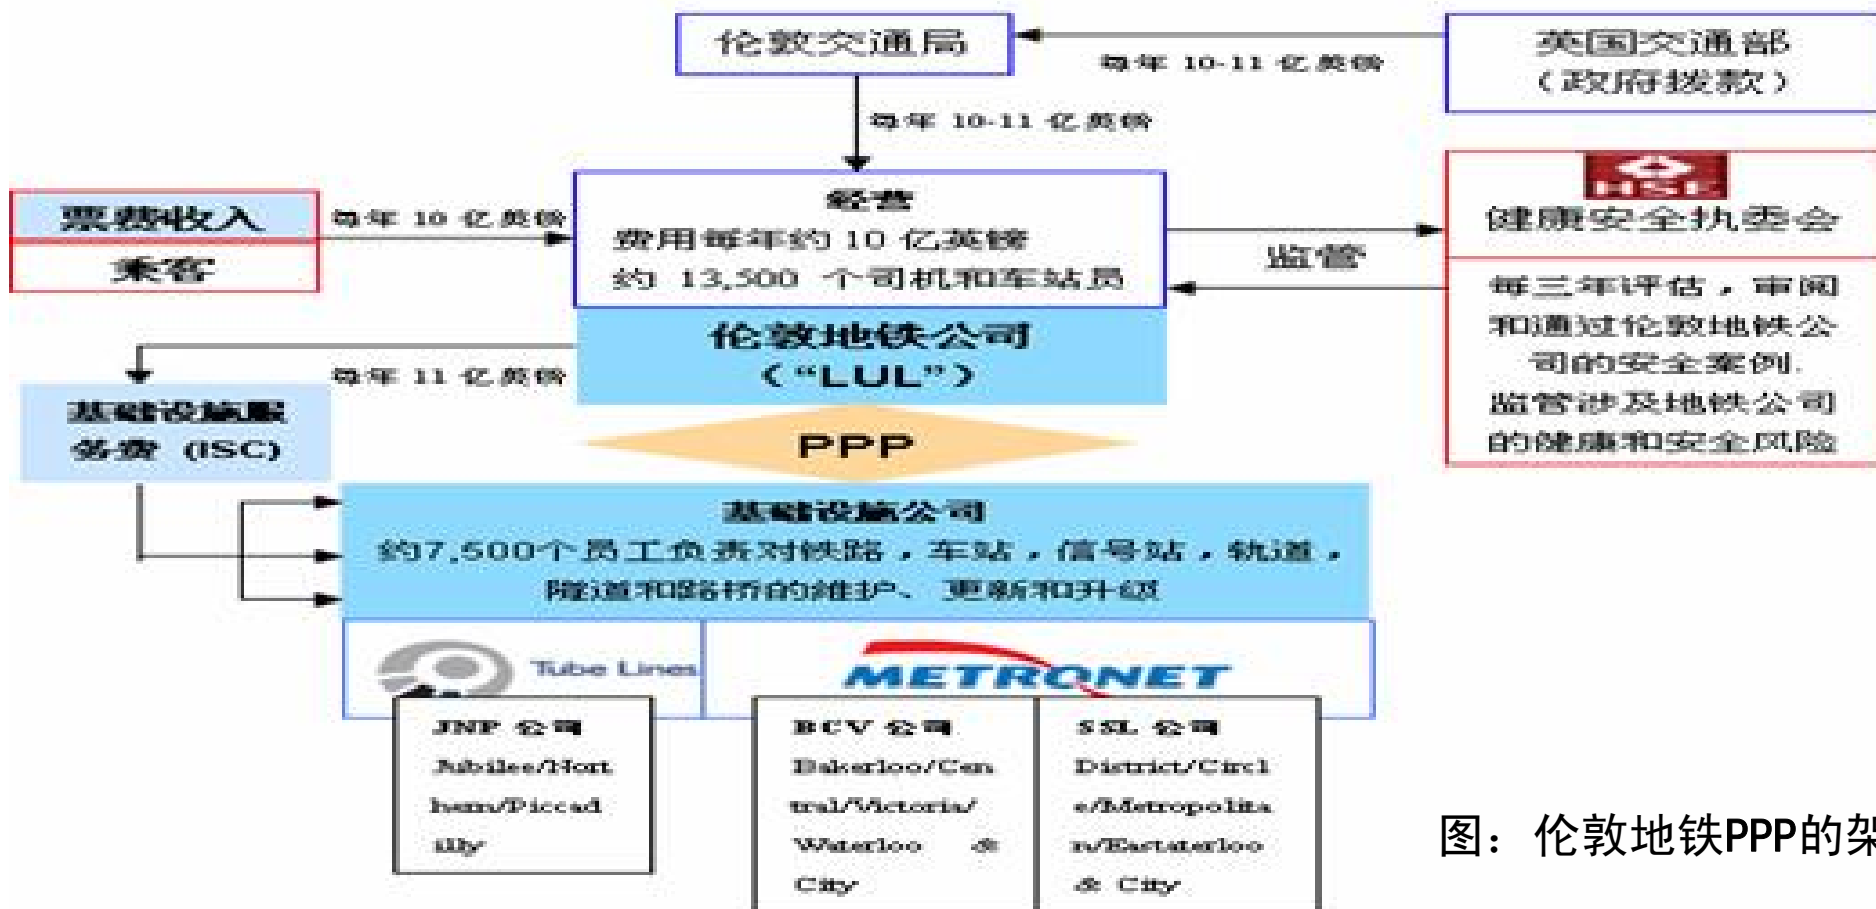 伦敦交通局
每年 10-11 亿英镑
英国交通部
（政府拨款）
每年 10-11 亿英镑
票费收入
乘客
每年 10 亿英镑
经营
费用每年约 10 亿英镑
约 13,500 个司机和车站员
伦敦地铁公司
（“LUL”）
监管
HSE
健康安全执委会
每三年评估，审阅
和通过伦敦地铁公
司的安全案例.
监管涉及地铁公司
的健康和安全风险
每年 11 亿英镑
基础设施服
务费 (ISC)
PPP
基础设施公司
约7,500个员工负责对铁路，车站，信号站，轨道，
隧道和路桥的维护、更新和升级
Tube Lines
METRONET
JNP 公司
Jubilee/Nort
hern/Piccad
illy
BCV 公司
Bakerloo/Cen
tral/Victoria/
Waterloo &
City
SSL 公司
District/Circl
e/Metropolita
n/Eastaterloo
& City
图：伦敦地铁PPP的架